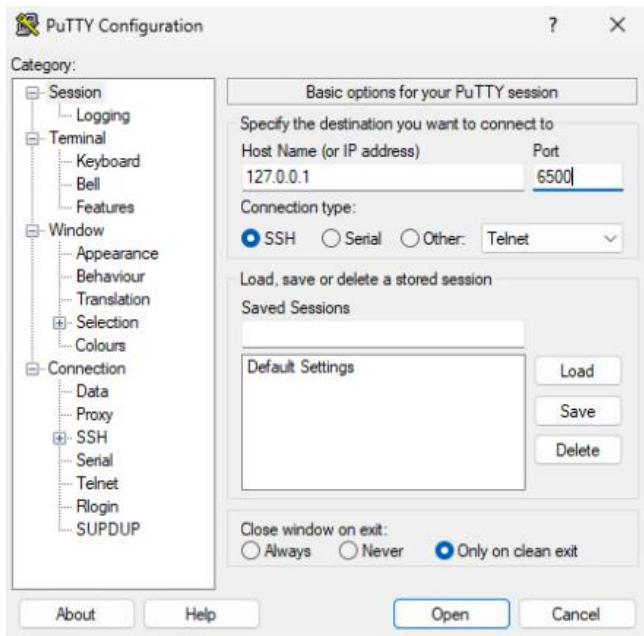 PuTTY Configuration ? ×
Category:
Session
Logging
Terminal
Keyboard
Bell
Features
Window
Appearance
Behaviour
Translation
Selection
Colours
Connection
Data
Proxy
SSH
Serial
Telnet
Rlogin
SUPDUP
Basic options for your PuTTY session
Specify the destination you want to connect to
Host Name (or IP address) Port
127.0.0.1 6500
Connection type:
SSH Serial Other: Telnet
Load, save or delete a stored session
Saved Sessions
Default Settings
Load
Save
Delete
Close window on exit:
Always Never Only on clean exit
About Help Open Cancel